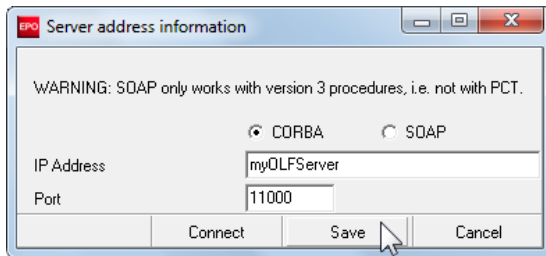 EPO Server address information
WARNING: SOAP only works with version 3 procedures, i.e. not with PCT.
CORBA SOAP
IP Address myOLFServer
Port 11000
Connect Save Cancel